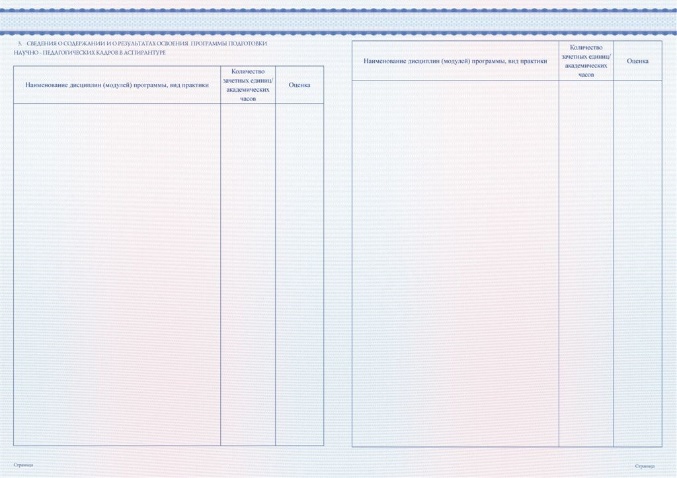 3. СВЕДЕНИЯ О СОДЕРЖАНИИ И О РЕЗУЛЬТАТАХ ОСВОЕНИЯ ПРОГРАММЫ ПОДГОТОВКИ
НАУЧНО - ПЕДАГОГИЧЕСКИХ КАДРОВ В АСПИРАНТУРЕ
Наименование дисциплин (модулей) программы, вид практики
Количество
зачетных единиц/
академических
часов
Оценка
Страница
Наименование дисциплин (модулей) программы, вид практики
Количество
зачетных единиц/
академических
часов
Оценка
Страница